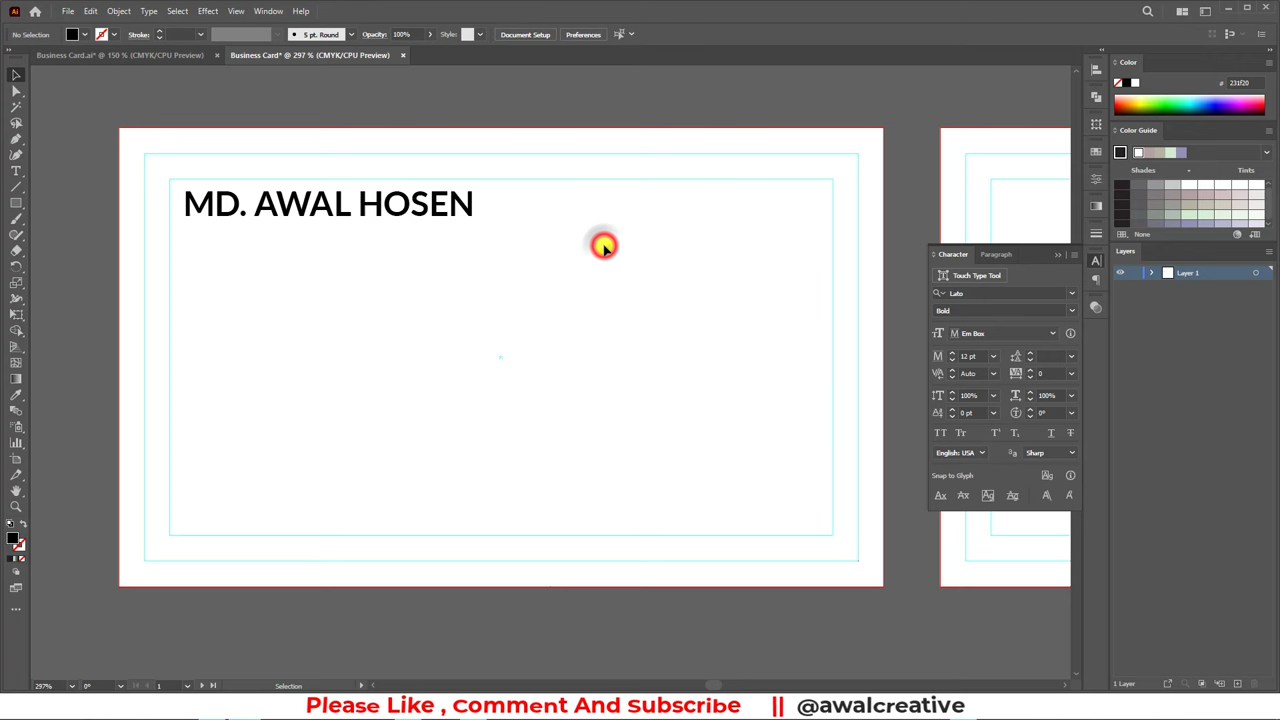 Ai File Edit Object Type Select Effect View Window Help
No Selection Stroke: 5 pt. Round Opacity: 100% Style: Document Setup Preferences
Business Card.ai* @ 150 % (CMYK/CPU Preview) × Business Card* @ 297 % (CMYK/CPU Preview) ×
Color
# 231f20
Color Guide
Shades Tints
None
MD. AWAL HOSEN
Layers
Layer 1
Character Paragraph
Touch Type Tool
Lato
Bold
Em Box
12 pt
Auto 0
100% 100%
0 pt 0°
English: USA Sharp
Snap to Glyph
297% 0° 1 Selection
1 Layer
Please Like , Comment And Subscribe || @awalcreative